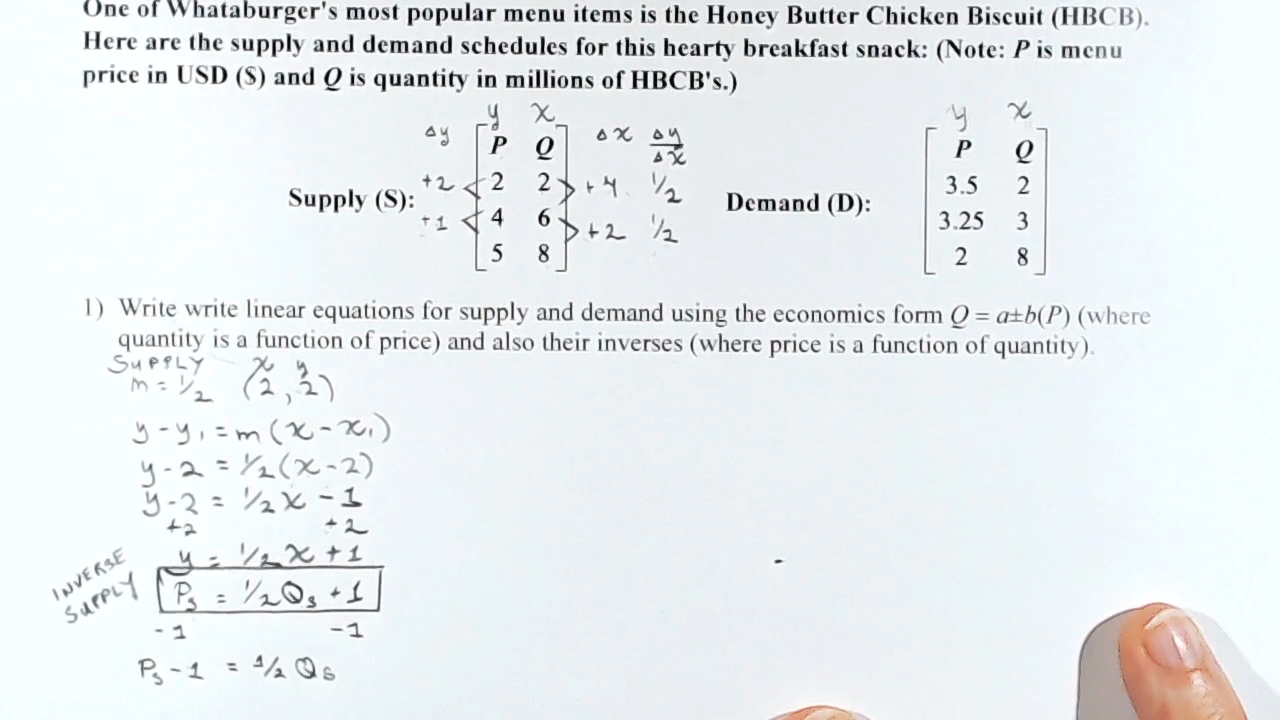 One of Whataburger's most popular menu items is the Honey Butter Chicken Biscuit (HBCB).
Here are the supply and demand schedules for this hearty breakfast snack: (Note: P is menu
price in USD ($) and Q is quantity in millions of HBCB's.)
Δy y x Δx Δy/Δx
P Q
+2 2 2 +4 1/2
Supply (S): +1 4 6 +2 1/2
5 8
y x
P Q
3.5 2
Demand (D): 3.25 3
2 8
1) Write write linear equations for supply and demand using the economics form Q = a±b(P) (where
quantity is a function of price) and also their inverses (where price is a function of quantity).
SUPPLY x y
m = 1/2 (2, 2)
y - y₁ = m(x - x₁)
y - 2 = 1/2(x - 2)
y - 2 = 1/2x - 1
+2 +2
y = 1/2x + 1
INVERSE SUPPLY Pₛ = 1/2Qₛ + 1
-1 -1
Pₛ - 1 = 1/2 Qₛ